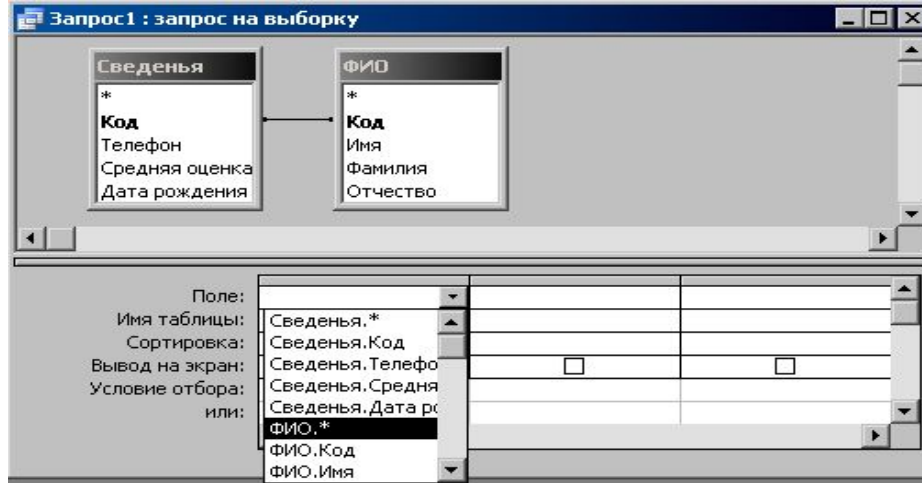 Запрос1 : запрос на выборку
Сведенья
*
Код
Телефон
Средняя оценка
Дата рождения
ФИО
*
Код
Имя
Фамилия
Отчество
Поле:
Имя таблицы:
Сортировка:
Вывод на экран:
Условие отбора:
или:
Сведенья.*
Сведенья.Код
Сведенья.Телефо
Сведенья.Средня
Сведенья.Дата ро
ФИО.*
ФИО.Код
ФИО.Имя